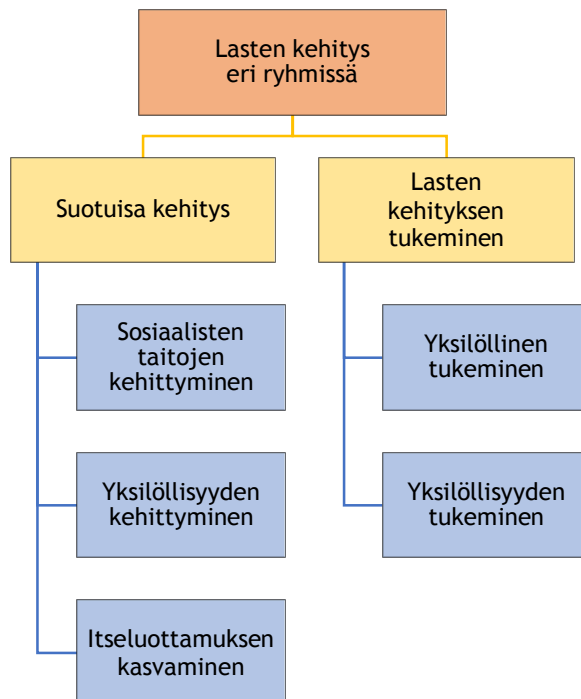 Lasten kehitys
eri ryhmissä
Suotuisa kehitys
Lasten
kehityksen
tukeminen
Sosiaalisten
taitojen
kehittyminen
Yksilöllinen
tukeminen
Yksilöllisyyden
kehittyminen
Yksilöllisyyden
tukeminen
Itseluottamuksen
kasvaminen